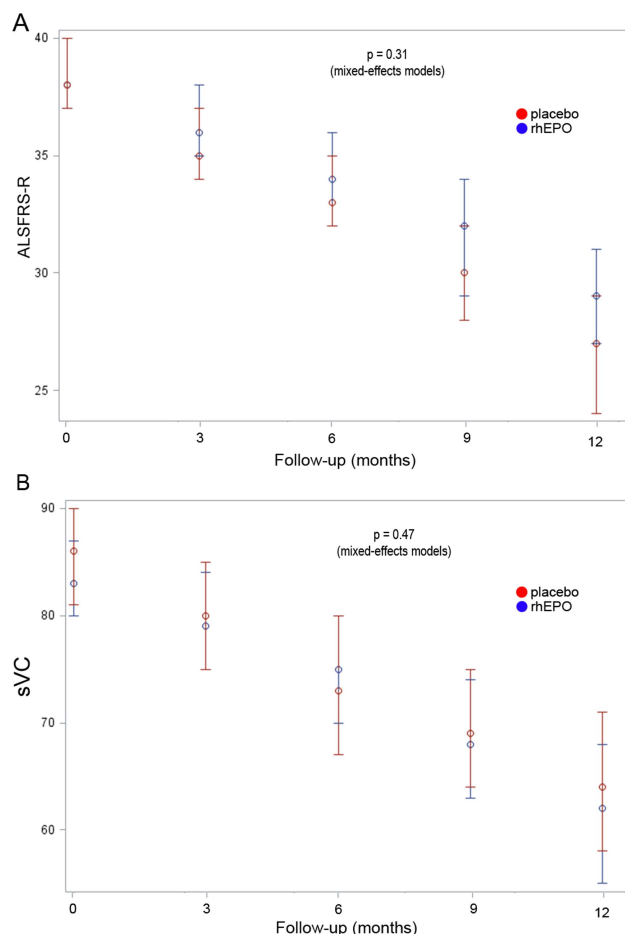 A
40
35
30
25
ALSFRS-R
p = 0.31
(mixed-effects models)
placebo
rhEPO
0 3 6 9 12
Follow-up (months)
B
90
80
70
60
sVC
p = 0.47
(mixed-effects models)
placebo
rhEPO
0 3 6 9 12
Follow-up (months)